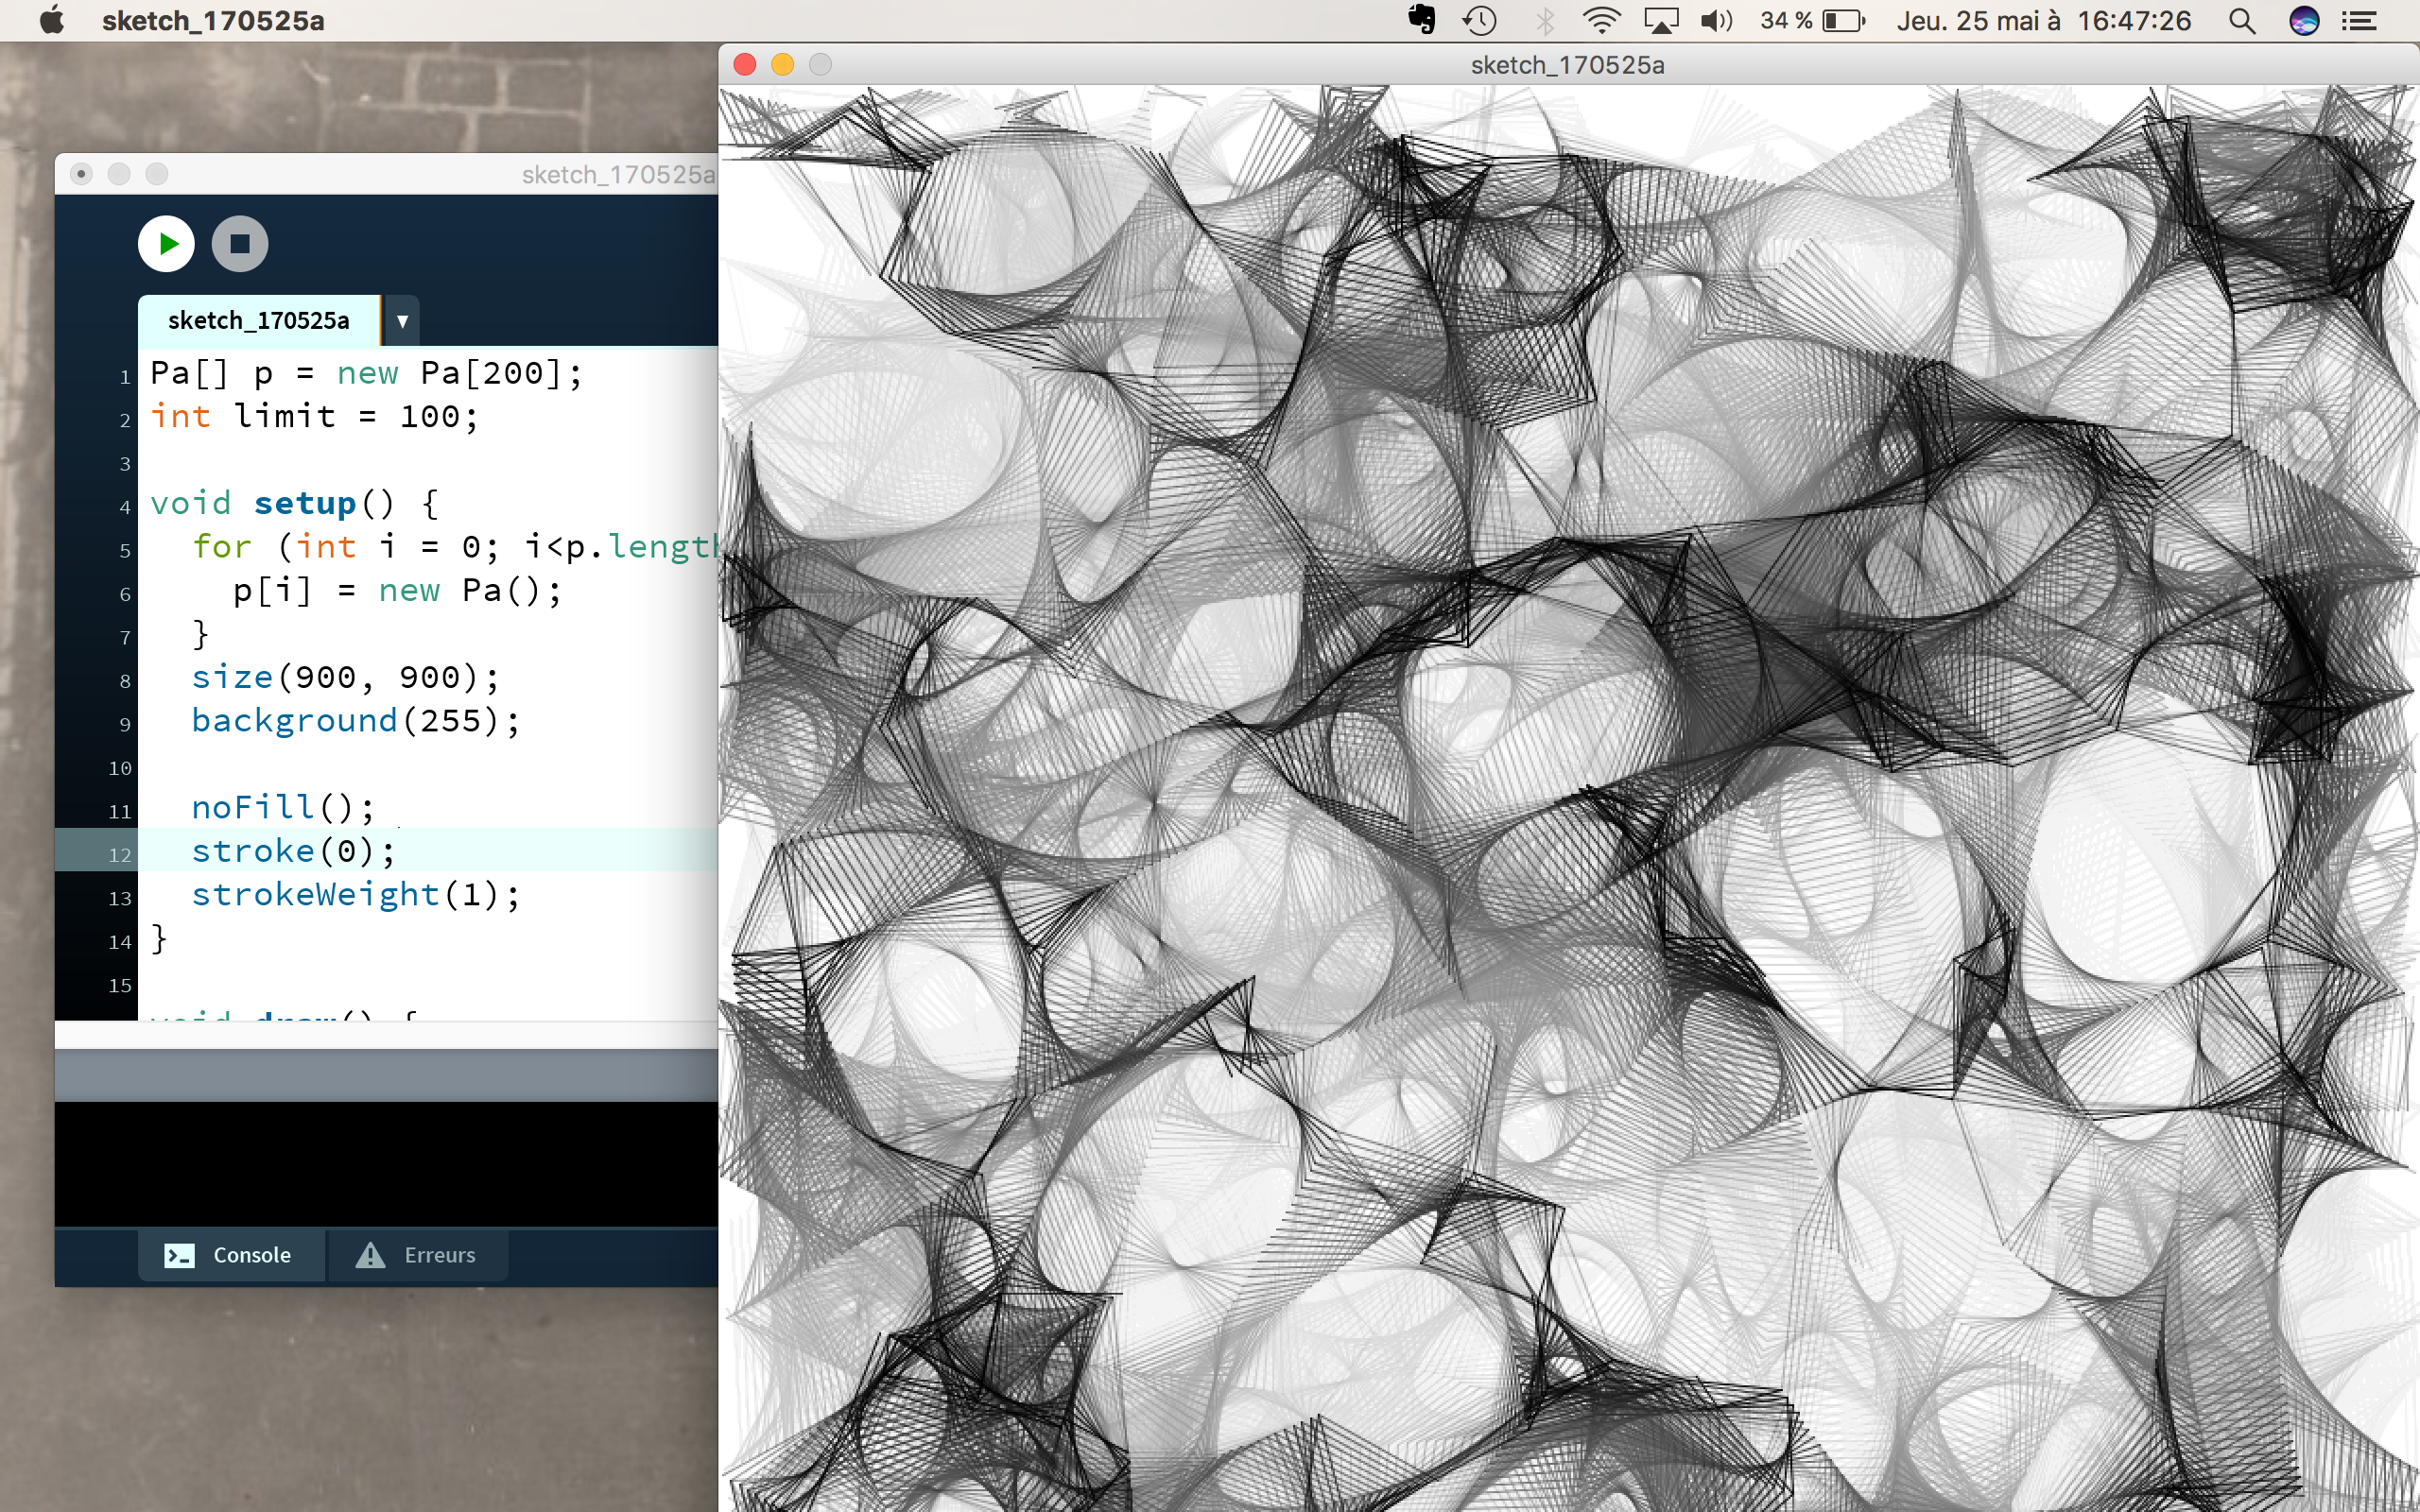 sketch_170525a
34 %
Jeu. 25 mai à 16:47:26
sketch_170525a
sketch_170525a
sketch_170525a
1 Pa[] p = new Pa[200];
2 int limit = 100;
3
4 void setup() {
5 for (int i = 0; i<p.length
6 p[i] = new Pa();
7 }
8 size(900, 900);
9 background(255);
10
11 noFill();
12 stroke(0);
13 strokeWeight(1);
14 }
15
void draw() {
Console
Erreurs